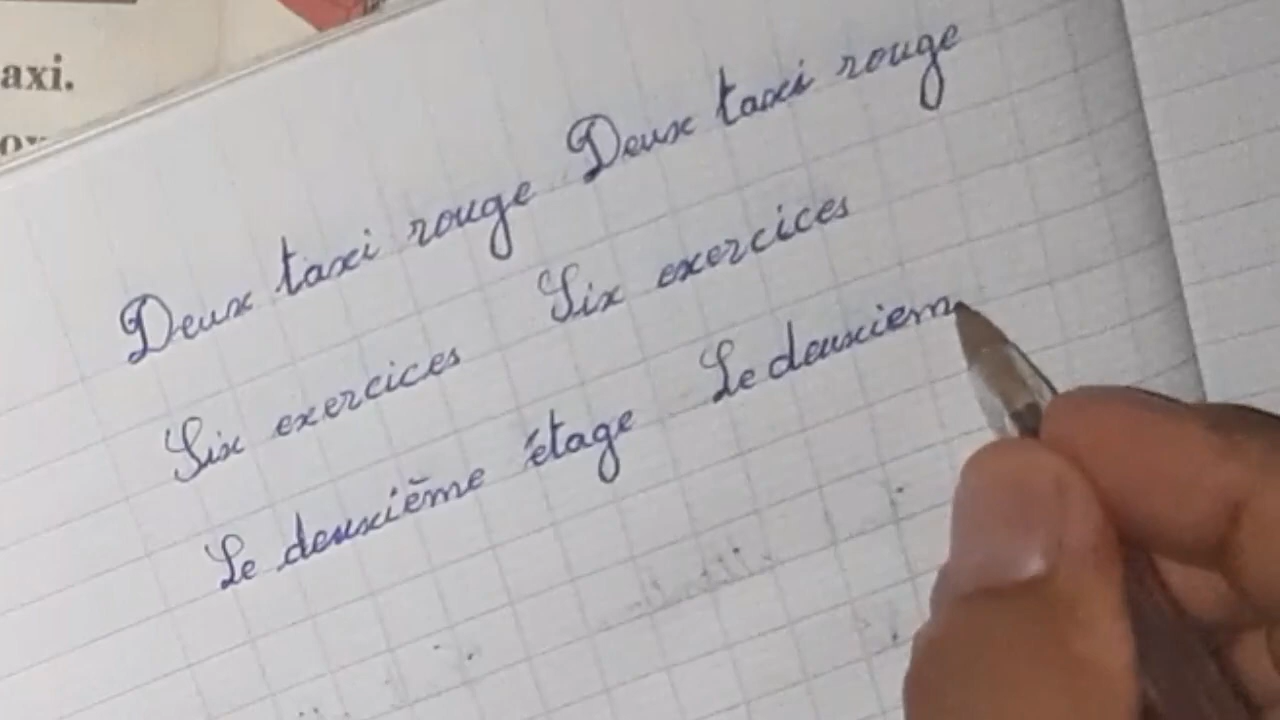 axi.
Deux taxi rouge Deux taxi rouge
Six exercices Six exercices
Le deuxième étage Le deuxiem